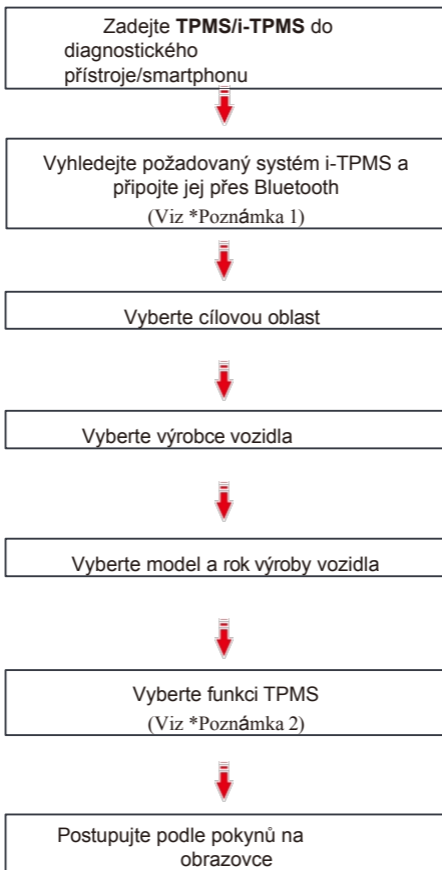 Zadejte TPMS/i-TPMS do
diagnostického
přístroje/smartphonu
Vyhledejte požadovaný systém i-TPMS a
připojte jej přes Bluetooth
(Viz *Poznámka 1)
Vyberte cílovou oblast
Vyberte výrobce vozidla
Vyberte model a rok výroby vozidla
Vyberte funkci TPMS
(Viz *Poznámka 2)
Postupujte podle pokynů na
obrazovce